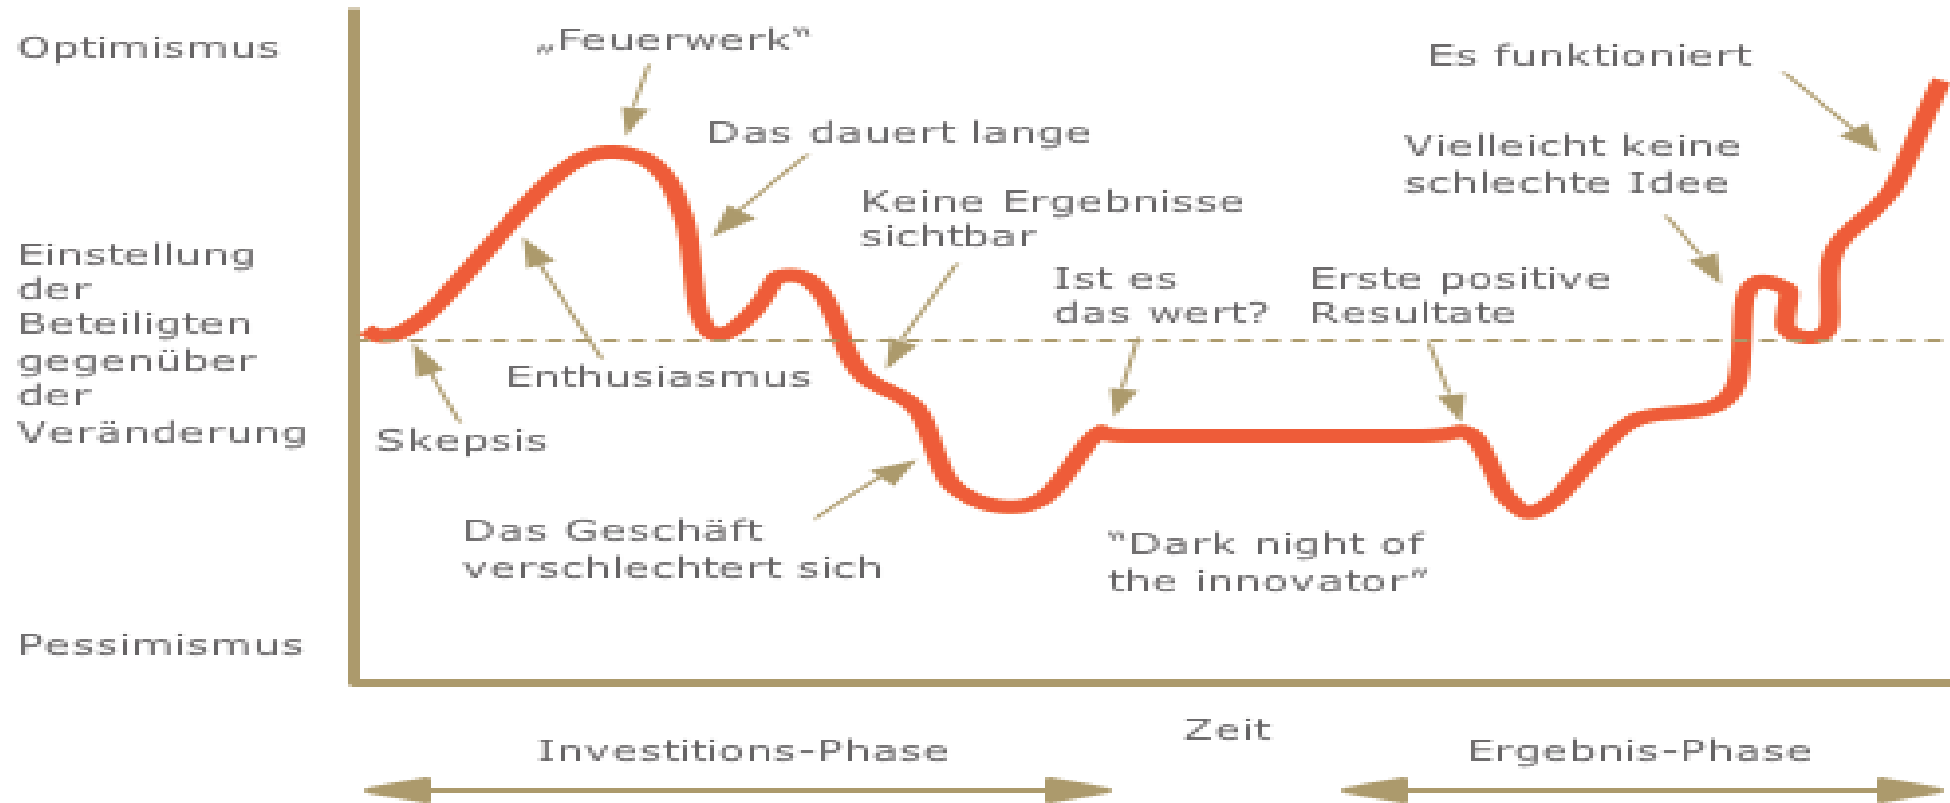 Optimismus
„Feuerwerk“
Es funktioniert
Das dauert lange
Vielleicht keine
schlechte Idee
Keine Ergebnisse
sichtbar
Einstellung
der
Beteiligten
gegenüber
der
Veränderung
Ist es
das wert?
Erste positive
Resultate
Enthusiasmus
Skepsis
Das Geschäft
verschlechtert sich
"Dark night of
the innovator"
Pessimismus
Zeit
Investitions-Phase
Ergebnis-Phase